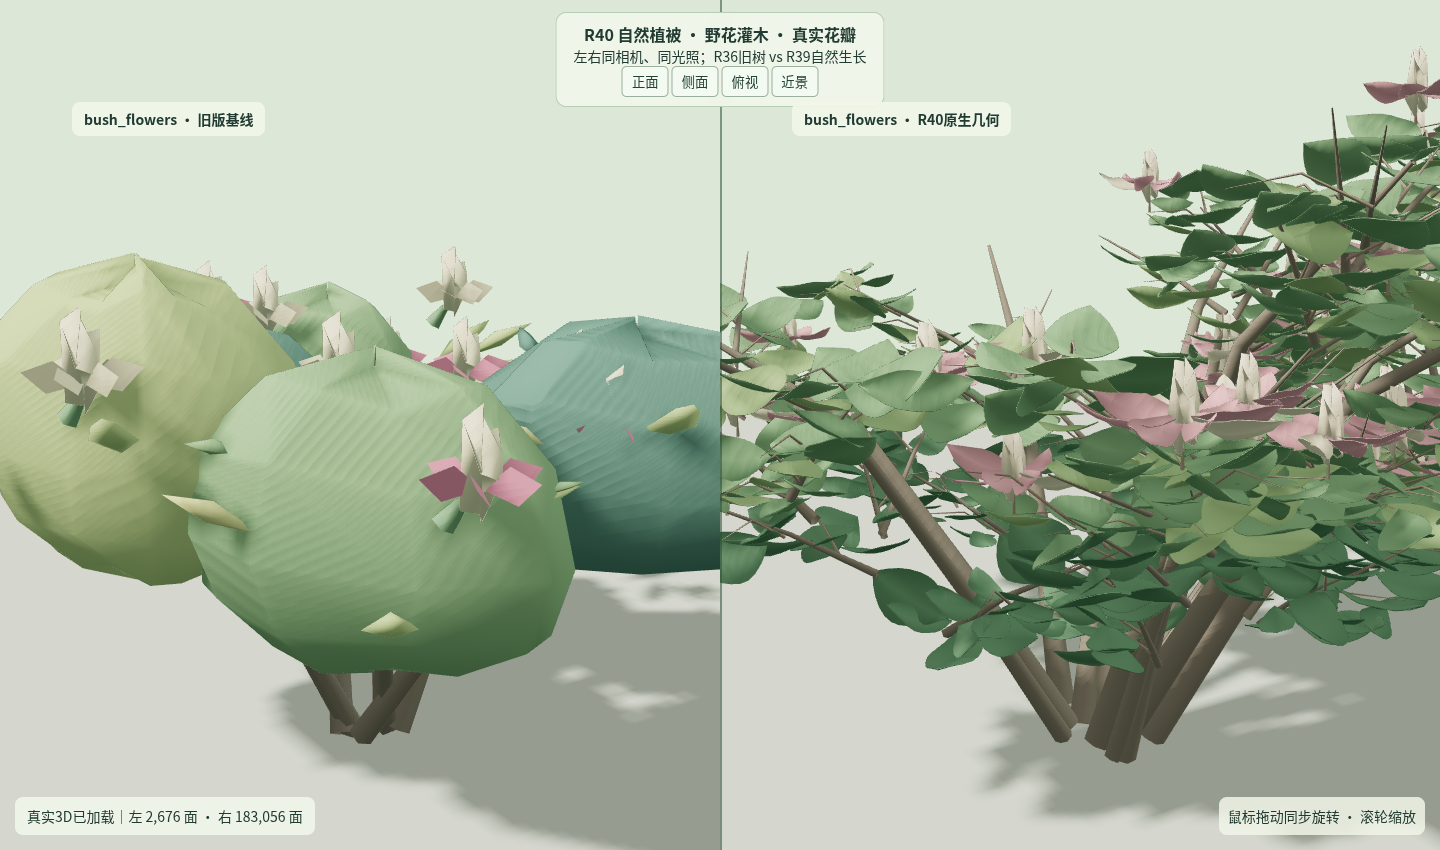 R40 自然植被 · 野花灌木 · 真实花瓣
左右同相机、同光照；R36旧树 vs R39自然生长
正面 侧面 俯视 近景
bush_flowers · 旧版基线
bush_flowers · R40原生几何
真实3D已加载｜左 2,676 面 · 右 183,056 面
鼠标拖动同步旋转 · 滚轮缩放